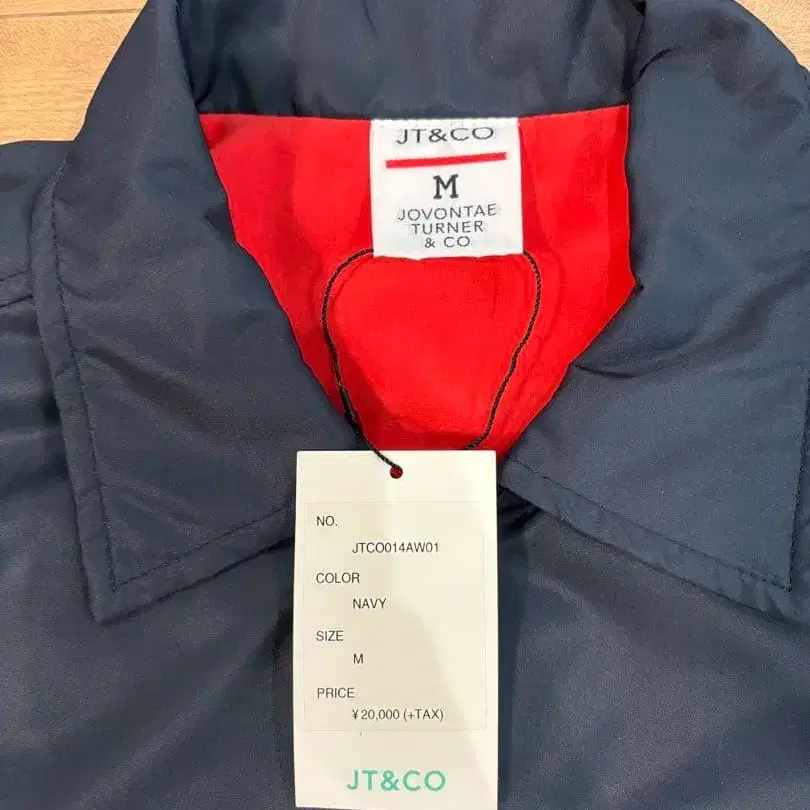 JT&CO
M
JOVONTAE
TURNER
& CO
NO.
JTCO014AW01
COLOR
NAVY
SIZE
M
PRICE
¥20,000 (+TAX)
JT&CO